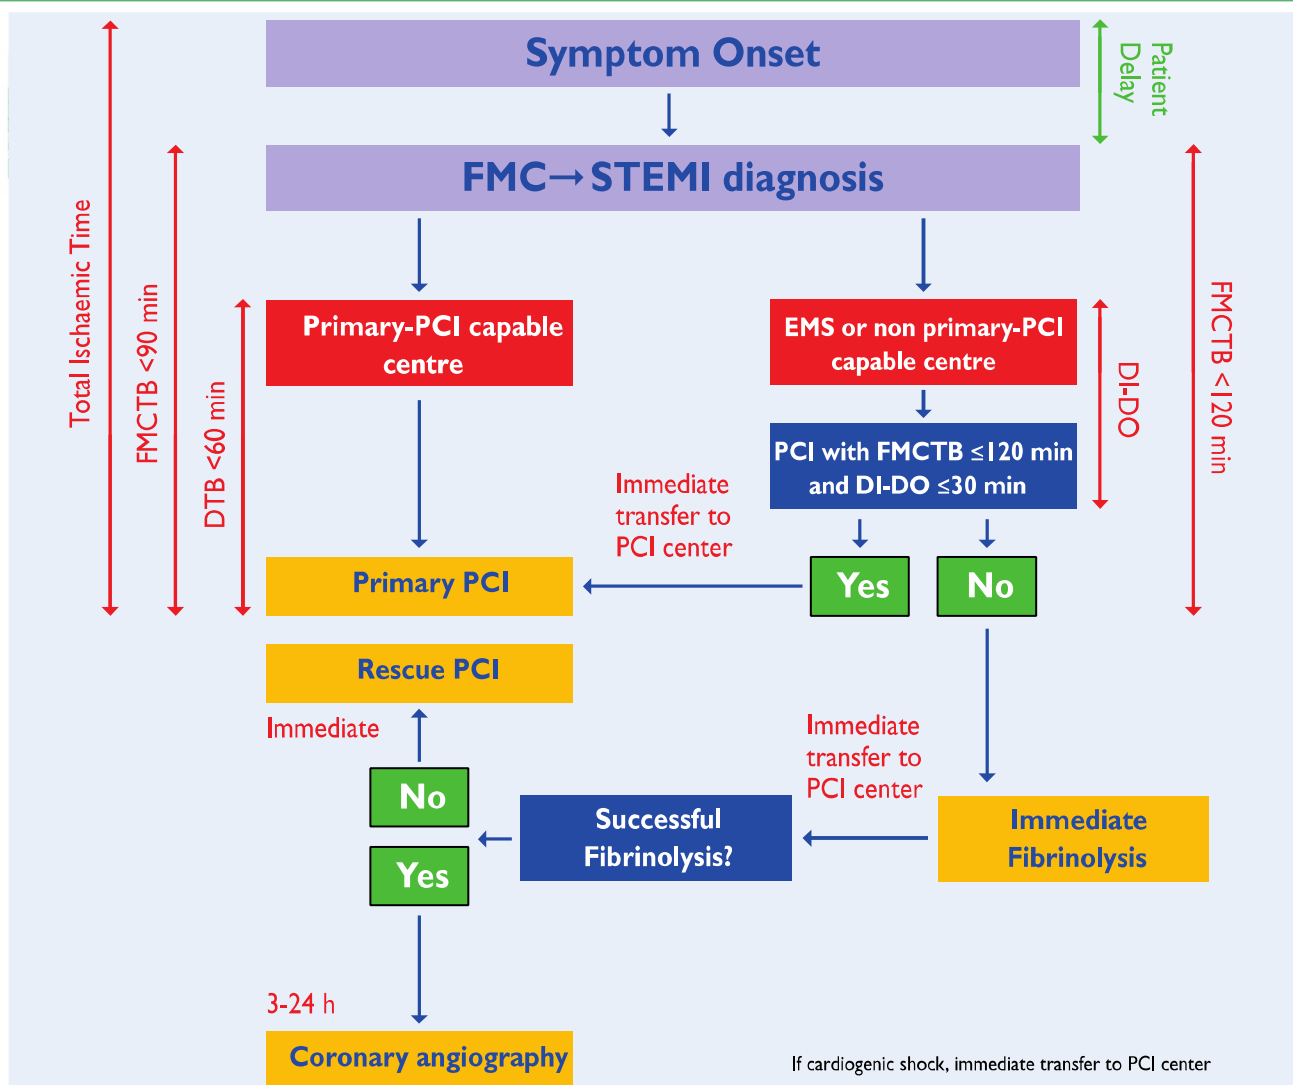 Symptom Onset
Patient
Delay
FMC→STEMI diagnosis
Total Ischaemic Time
FMCTB <90 min
DTB <60 min
Primary-PCI capable
centre
EMS or non primary-PCI
capable centre
DI-DO
FMCTB <120 min
PCI with FMCTB ≤120 min
and DI-DO ≤30 min
Immediate
transfer to
PCI center
Primary PCI
Yes
No
Rescue PCI
Immediate
Immediate
transfer to
PCI center
No
Yes
Successful
Fibrinolysis?
Immediate
Fibrinolysis
3-24 h
Coronary angiography
If cardiogenic shock, immediate transfer to PCI center